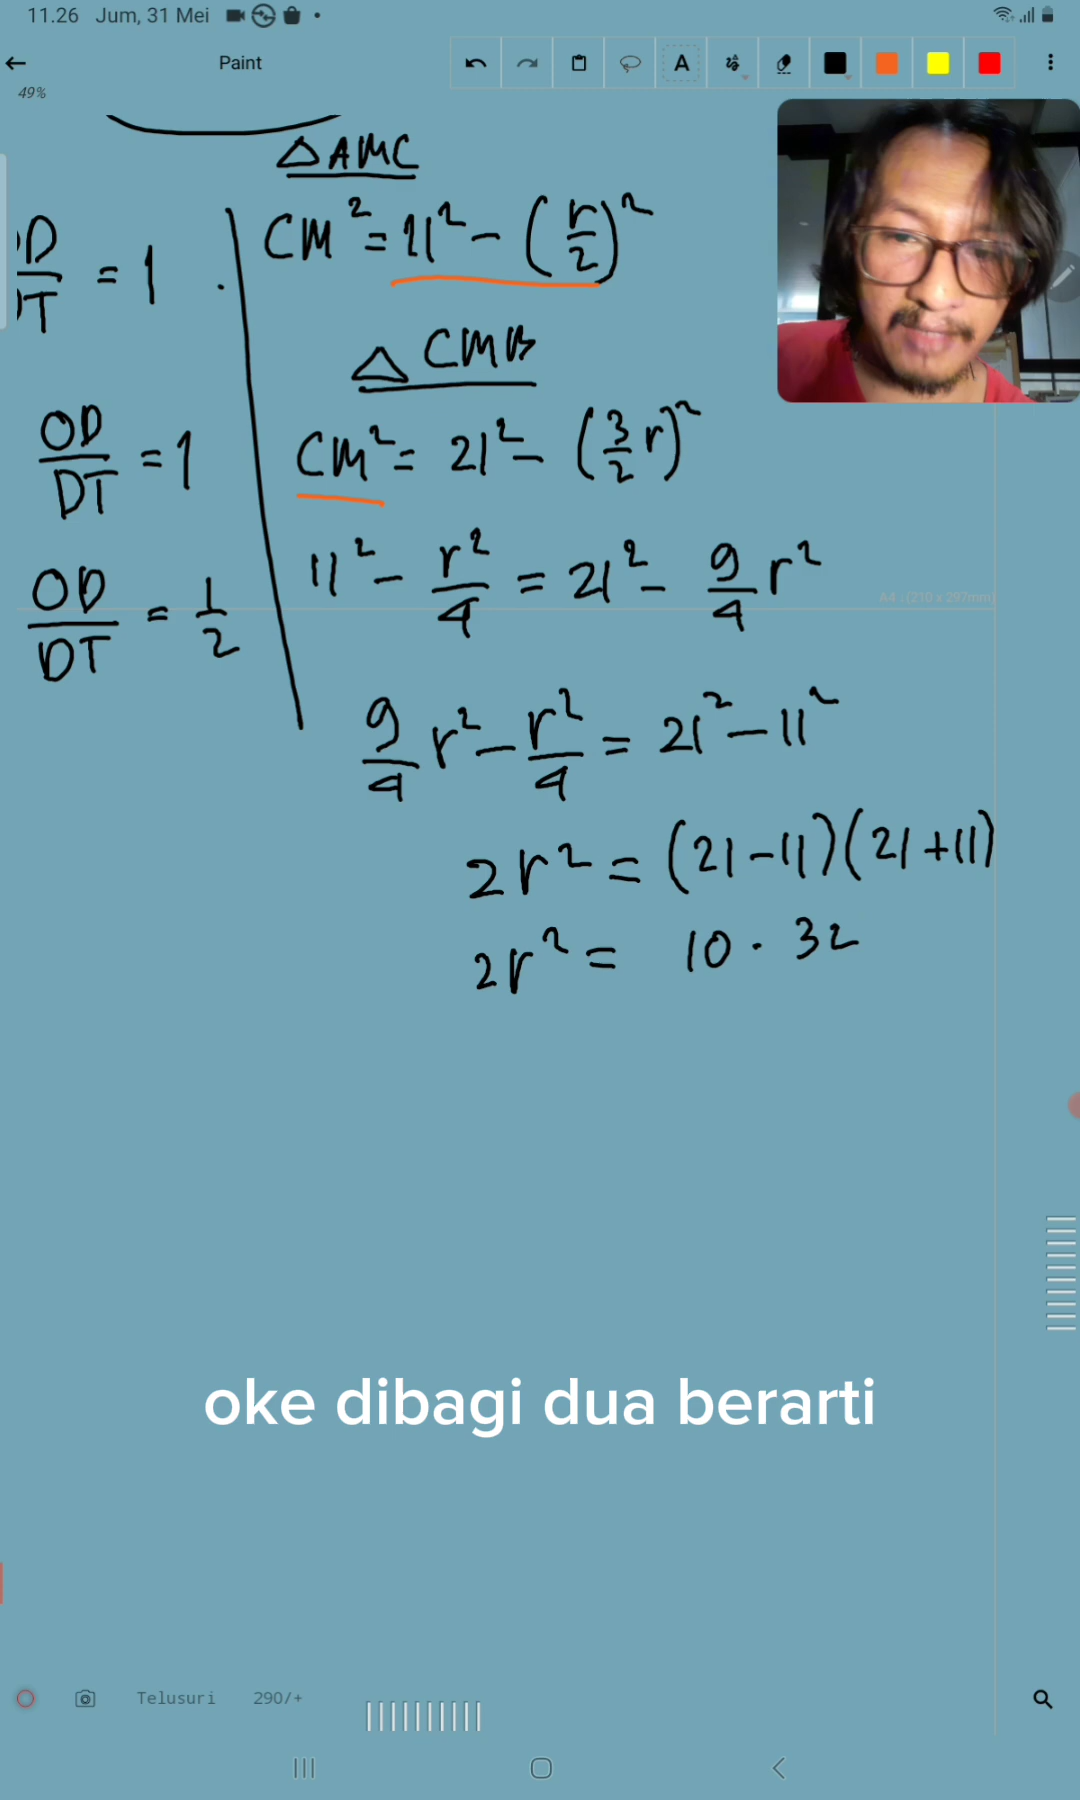 11.26 Jum, 31 Mei
Paint
A
49%
△AMC
CM² = 11² - (r/2)²
D/T = 1 .
△ CMB
CM² = 21² - (3/2 r)²
OD/DT = 1
11² - r²/4 = 21² - 9/4 r²
OD/DT = 1/2
A4 : (210 x 297mm)
9/4 r² - r²/4 = 21² - 11²
2r² = (21-11)(21+11)
2r² = 10 . 32
oke dibagi dua berarti
Telusuri 290/+